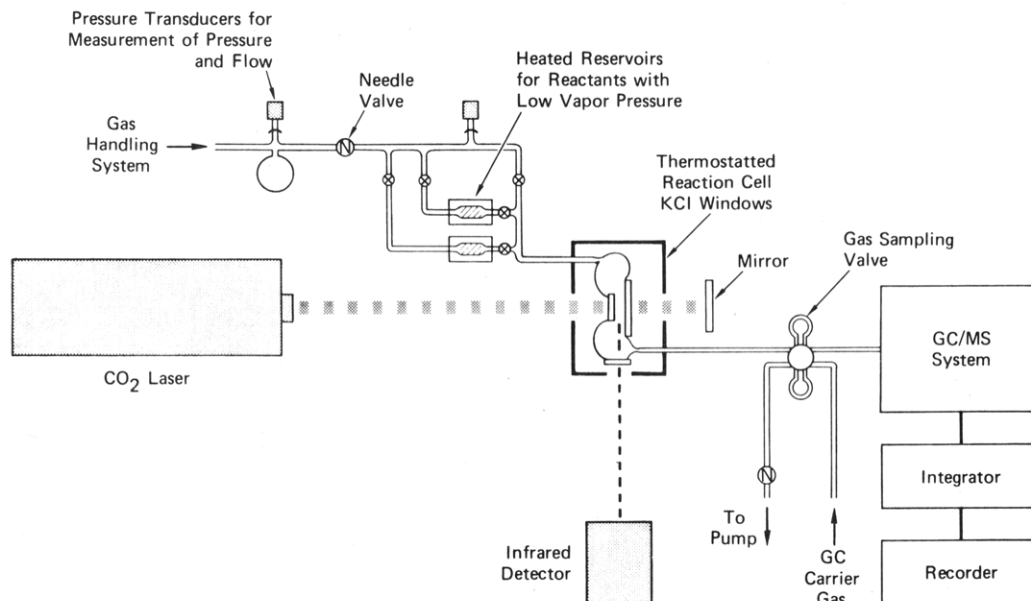 Pressure Transducers for
Measurement of Pressure
and Flow
Needle
Valve
Heated Reservoirs
for Reactants with
Low Vapor Pressure
Gas
Handling
System
N
Thermostatted
Reaction Cell
KCl Windows
Gas Sampling
Valve
Mirror
CO2 Laser
GC/MS
System
N
Integrator
To
Pump
GC
Carrier
Gas
Infrared
Detector
Recorder